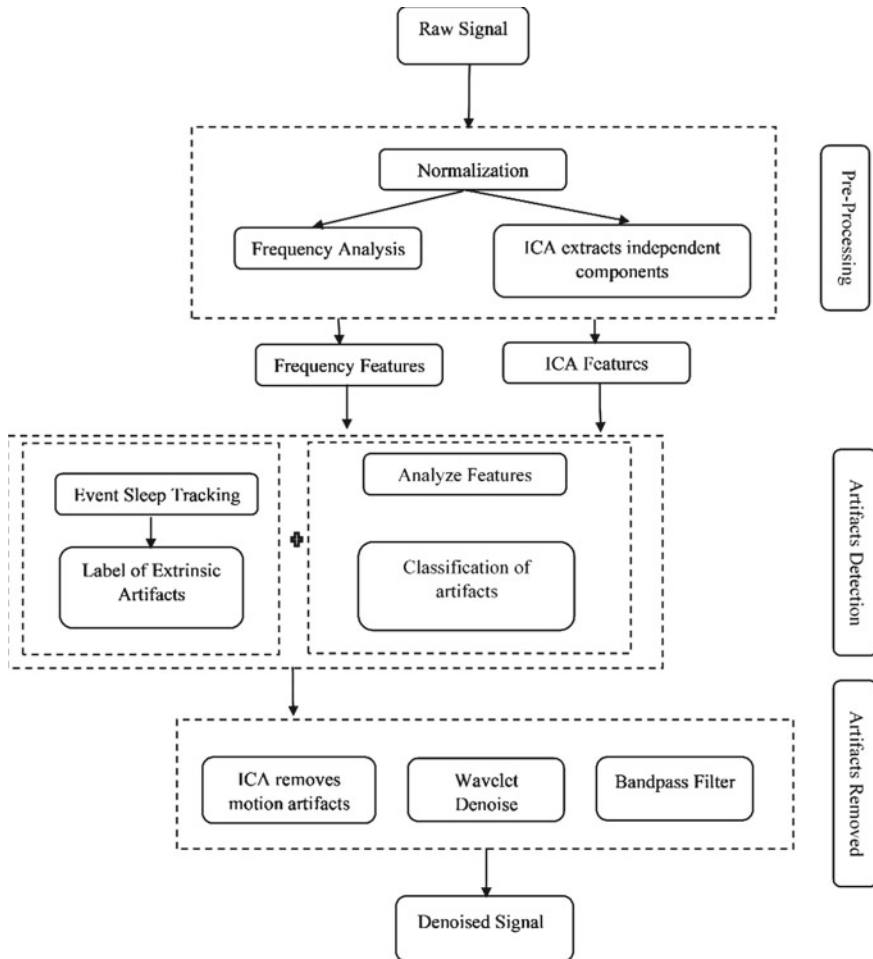 Raw Signal
Normalization
Frequency Analysis
ICA extracts independent
components
Pre-Processing
Frequency Features
ICA Features
Event Sleep Tracking
Label of Extrinsic
Artifacts
Analyze Features
Classification of
artifacts
Artifacts Detection
ICA removes
motion artifacts
Wavelet
Denoise
Bandpass Filter
Artifacts Removed
Denoised Signal